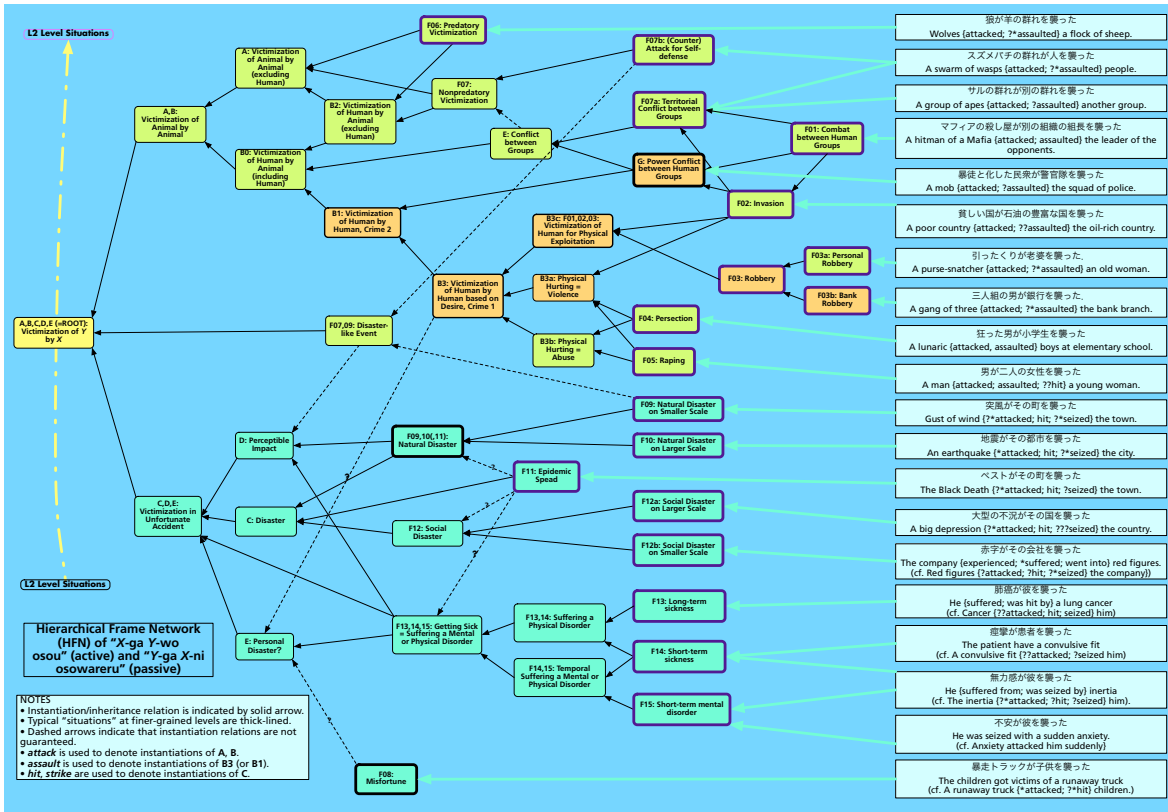 L2 Level Situations
A: Victimization
of Animal by
Animal
(excluding
Human)
F06: Predatory
Victimization
F07b: (Counter)
Attack for Self-
defense
F07:
Nonpredatory
Victimization
A,B:
Victimization of
Animal by
Animal
B2: Victimization
of Human by
Animal
(excluding
Human)
F07a: Territorial
Conflict between
Groups
E: Conflict
between
Groups
F01: Combat
between Human
Groups
B0: Victimization
of Human by
Animal
(including
Human)
G: Power Conflict
between Human
Groups
F02: Invasion
B1: Victimization
of Human by
Human, Crime 2
B3c: F01,02,03:
Victimization of
Human for Physical
Exploitation
F03a: Personal
Robbery
B3: Victimization
of Human by
Human based on
Desire, Crime 1
B3a: Physical
Hurting =
Violence
F03: Robbery
F03b: Bank
Robbery
A,B,C,D,E (=ROOT):
Victimization of Y
by X
F07,09: Disaster-
like Event
F04: Persection
B3b: Physical
Hurting =
Abuse
F05: Raping
F09: Natural Disaster
on Smaller Scale
D: Perceptible
Impact
F09,10(,11):
Natural Disaster
F10: Natural Disaster
on Larger Scale
?
?
F11: Epidemic
Spead
C,D,E:
Victimization in
Unfortunate
Accident
C: Disaster
?
F12: Social
Disaster
F12a: Social Disaster
on Larger Scale
?
F12b: Social Disaster
on Smaller Scale
L2 Level Situations
F13: Long-term
sickness
F13,14,15: Getting Sick
= Suffering a Mental
or Physical Disorder
F13,14: Suffering a
Physical Disorder
E: Personal
Disaster?
F14: Short-term
sickness
F14,15: Temporal
Suffering a Mental or
Physical Disorder
F15: Short-term mental
disorder
F08:
Misfortune
Hierarchical Frame Network
(HFN) of “X-ga Y-wo
osou” (active) and “Y-ga X-ni
osowareru” (passive)
NOTES
• Instantiation/inheritance relation is indicated by solid arrow.
• Typical “situations” at finer-grained levels are thick-lined.
• Dashed arrows indicate that instantiation relations are not
guaranteed.
• attack is used to denote instantiations of A, B.
• assault is used to denote instantiations of B3 (or B1).
• hit, strike are used to denote instantiations of C.
狼が羊の群れを襲った
Wolves {attacked; ?*assaulted} a flock of sheep.
スズメバチの群れが人を襲った
A swarm of wasps {attacked; ?*assaulted} people.
サルの群れが別の群れを襲った
A group of apes {attacked; ?assaulted} another group.
マフィアの殺し屋が別の組織の組長を襲った
A hitman of a Mafia {attacked; assaulted} the leader of the
opponents.
暴徒と化した民衆が警官隊を襲った
A mob {attacked; ?assaulted} the squad of police.
貧しい国が石油の豊富な国を襲った
A poor country {attacked; ??assaulted} the oil-rich country.
引ったくりが老婆を襲った.
A purse-snatcher {attacked; ?*assaulted} an old woman.
三人組の男が銀行を襲った.
A gang of three {attacked; ?*assaulted} the bank branch.
狂った男が小学生を襲った
A lunaric {attacked, assaulted} boys at elementary school.
男が二人の女性を襲った
A man {attacked; assaulted; ??hit} a young woman.
突風がその町を襲った
Gust of wind {?*attacked; hit; ?*seized} the town.
地震がその都市を襲った
An earthquake {*attacked; hit; ?*seized} the city.
ペストがその町を襲った
The Black Death {?*attacked; hit; ?seized} the town.
大型の不況がその国を襲った
A big depression {?*attacked; hit; ???seized} the country.
赤字がその会社を襲った
The company {experienced; *suffered; went into} red figures.
(cf. Red figures {?attacked; ?hit; ?*seized} the company})
肺癌が彼を襲った
He {suffered; was hit by} a lung cancer
(cf. Cancer {??attacked; hit; seized} him)
痙攣が患者を襲った
The patient have a convulsive fit
(cf. A convulsive fit {??attacked; ?seized him)
無力感が彼を襲った
He {suffered from; was seized by} inertia
(cf. The inertia {?*attacked; ?hit; ?seized} him).
不安が彼を襲った
He was seized with a sudden anxiety.
(cf. Anxiety attacked him suddenly}
暴走トラックが子供を襲った
The children got victims of a runaway truck
(cf. A runaway truck {*attacked; ?*hit} children.)